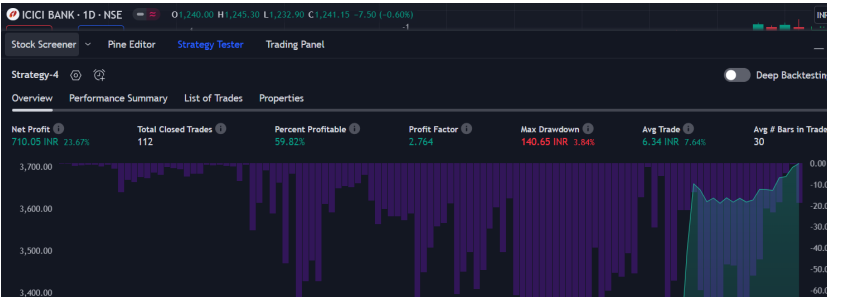 ICICI BANK · 1D · NSE O1,240.00 H1,245.30 L1,232.90 C1,241.15 -7.50 (-0.60%)
-1
Stock Screener Pine Editor Strategy Tester Trading Panel
Strategy-4 Deep Backtestin
Overview Performance Summary List of Trades Properties
Net Profit Total Closed Trades Percent Profitable Profit Factor Max Drawdown Avg Trade Avg # Bars in Trade
710.05 INR 23.67% 112 59.82% 2.764 140.65 INR 3.84% 6.34 INR 7.64% 30
3,700.00 0.00
-10.0
3,600.00 -20.0
-30.0
3,500.00 -40.0
-50.0
3,400.00 -60.0